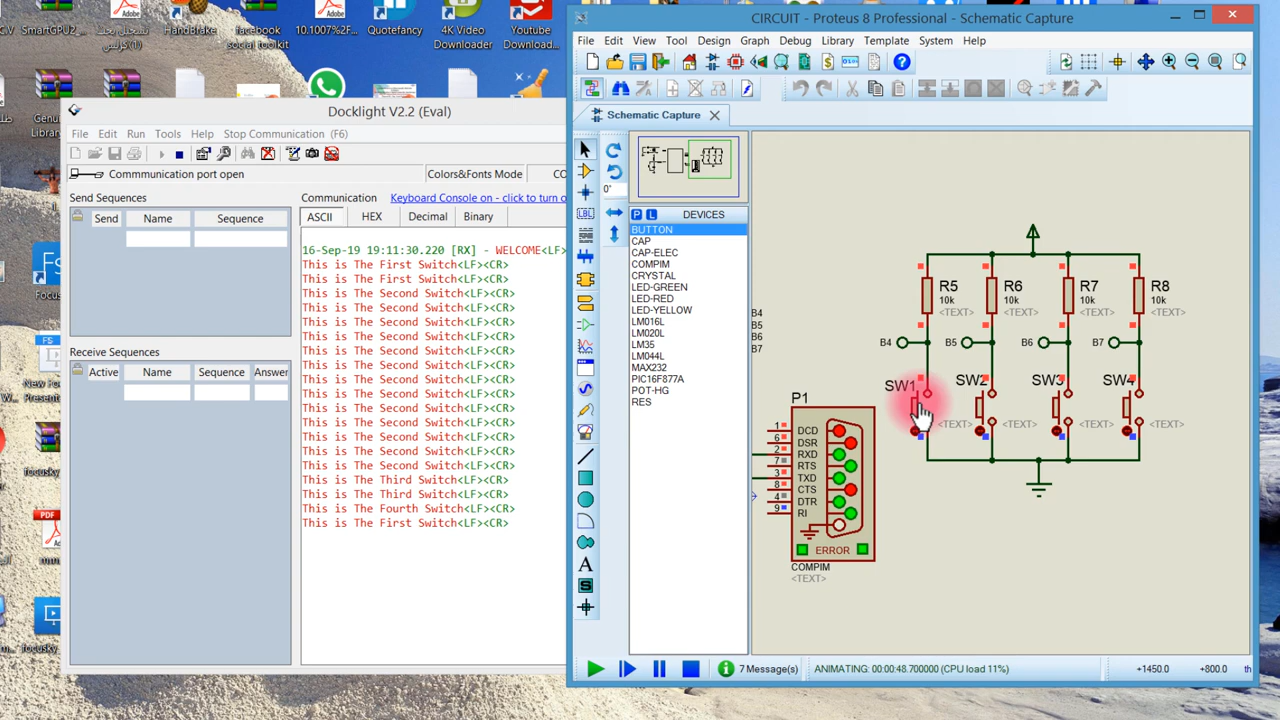 SmartGPU2_
HandBrake
facebook
social toolkit
10.1007%2F...
Quotefancy
4K Video
Downloader
Youtube
Download...
Docklight V2.2 (Eval)
File Edit Run Tools Help Stop Communication (F6)
Commmunication port open
Colors&Fonts Mode
CO
Send Sequences
Send Name Sequence
Receive Sequences
Active Name Sequence Answer
Communication
Keyboard Console on - click to turn o
ASCII HEX Decimal Binary
16-Sep-19 19:11:30.220 [RX] - WELCOME<LF>
This is The First Switch<LF><CR>
This is The First Switch<LF><CR>
This is The Second Switch<LF><CR>
This is The Second Switch<LF><CR>
This is The Second Switch<LF><CR>
This is The Second Switch<LF><CR>
This is The Second Switch<LF><CR>
This is The Second Switch<LF><CR>
This is The Second Switch<LF><CR>
This is The Second Switch<LF><CR>
This is The Second Switch<LF><CR>
This is The Second Switch<LF><CR>
This is The Second Switch<LF><CR>
This is The Second Switch<LF><CR>
This is The Second Switch<LF><CR>
This is The Third Switch<LF><CR>
This is The Third Switch<LF><CR>
This is The Fourth Switch<LF><CR>
This is The First Switch<LF><CR>
CIRCUIT - Proteus 8 Professional - Schematic Capture
File Edit View Tool Design Graph Debug Library Template System Help
Schematic Capture
0°
P L DEVICES
BUTTON
CAP
CAP-ELEC
COMPIM
CRYSTAL
LED-GREEN
LED-RED
LED-YELLOW
LM016L
LM020L
LM35
LM044L
MAX232
PIC16F877A
POT-HG
RES
LBL
A
S
B4
B5
B6
B7
R5
10k
<TEXT>
R6
10k
<TEXT>
R7
10k
<TEXT>
R8
10k
<TEXT>
B4 B5 B6 B7
SW1 SW2 SW3 SW4
<TEXT> <TEXT> <TEXT> <TEXT>
P1
1 DCD
6 DSR
2 RXD
7 RTS
3 TXD
8 CTS
4 DTR
9 RI
ERROR
COMPIM
<TEXT>
7 Message(s)
ANIMATING: 00:00:48.700000 (CPU load 11%)
+1450.0
+800.0
th